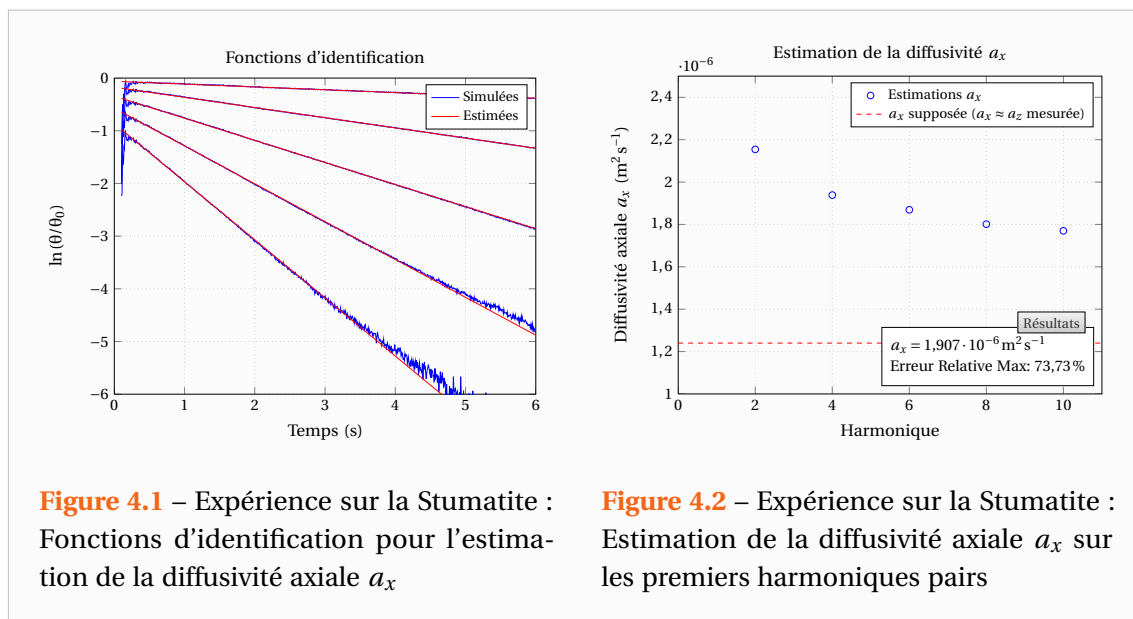 Fonctions d'identification
ln (θ/θ₀)
0
−1
−2
−3
−4
−5
−6
0 1 2 3 4 5 6
Temps (s)
Simulées
Estimées
Estimation de la diffusivité aₓ
·10⁻⁶
Diffusivité axiale aₓ (m² s⁻¹)
2,4
2,2
2
1,8
1,6
1,4
1,2
1
0 2 4 6 8 10
Harmonique
Estimations aₓ
aₓ supposée (aₓ ≈ a_z mesurée)
Résultats
aₓ = 1,907 · 10⁻⁶ m² s⁻¹
Erreur Relative Max: 73,73 %
Figure 4.1 – Expérience sur la Stumatite :
Fonctions d'identification pour l'estima-
tion de la diffusivité axiale aₓ
Figure 4.2 – Expérience sur la Stumatite :
Estimation de la diffusivité axiale aₓ sur
les premiers harmoniques pairs